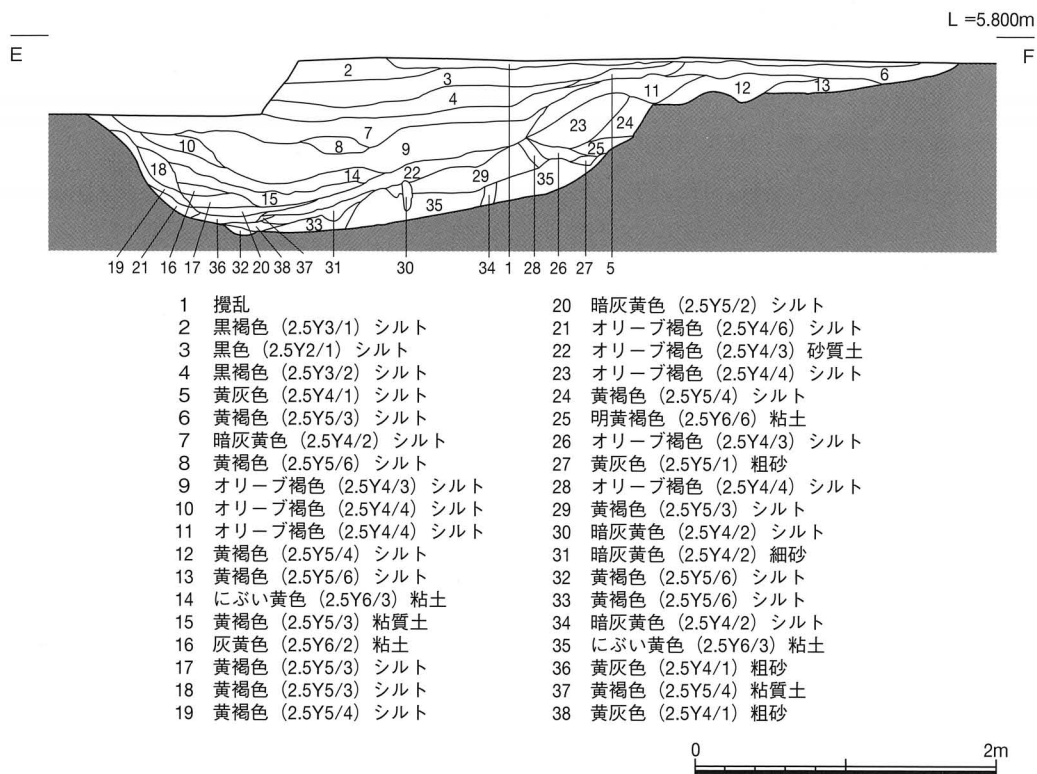 L =5.800m
E
F
2
3
4
6
7
8
9
10
11
12
13
14
15
18
22
23
24
25
29
33
35
35
19 21 16 17 36 32 20 38 37 31 30 34 1 28 26 27 5
1 攪乱
2 黒褐色（2.5Y3/1）シルト
3 黒色（2.5Y2/1）シルト
4 黒褐色（2.5Y3/2）シルト
5 黄灰色（2.5Y4/1）シルト
6 黄褐色（2.5Y5/3）シルト
7 暗灰黄色（2.5Y4/2）シルト
8 黄褐色（2.5Y5/6）シルト
9 オリーブ褐色（2.5Y4/3）シルト
10 オリーブ褐色（2.5Y4/4）シルト
11 オリーブ褐色（2.5Y4/4）シルト
12 黄褐色（2.5Y5/4）シルト
13 黄褐色（2.5Y5/6）シルト
14 にぶい黄色（2.5Y6/3）粘土
15 黄褐色（2.5Y5/3）粘質土
16 灰黄色（2.5Y6/2）粘土
17 黄褐色（2.5Y5/3）シルト
18 黄褐色（2.5Y5/3）シルト
19 黄褐色（2.5Y5/4）シルト
20 暗灰黄色（2.5Y5/2）シルト
21 オリーブ褐色（2.5Y4/6）シルト
22 オリーブ褐色（2.5Y4/3）砂質土
23 オリーブ褐色（2.5Y4/4）シルト
24 黄褐色（2.5Y5/4）シルト
25 明黄褐色（2.5Y6/6）粘土
26 オリーブ褐色（2.5Y4/3）シルト
27 黄灰色（2.5Y5/1）粗砂
28 オリーブ褐色（2.5Y4/4）シルト
29 黄褐色（2.5Y5/3）シルト
30 暗灰黄色（2.5Y4/2）シルト
31 暗灰黄色（2.5Y4/2）細砂
32 黄褐色（2.5Y5/6）シルト
33 黄褐色（2.5Y5/6）シルト
34 暗灰黄色（2.5Y4/2）シルト
35 にぶい黄色（2.5Y6/3）粘土
36 黄灰色（2.5Y4/1）粗砂
37 黄褐色（2.5Y5/4）粘質土
38 黄灰色（2.5Y4/1）粗砂
0 2m